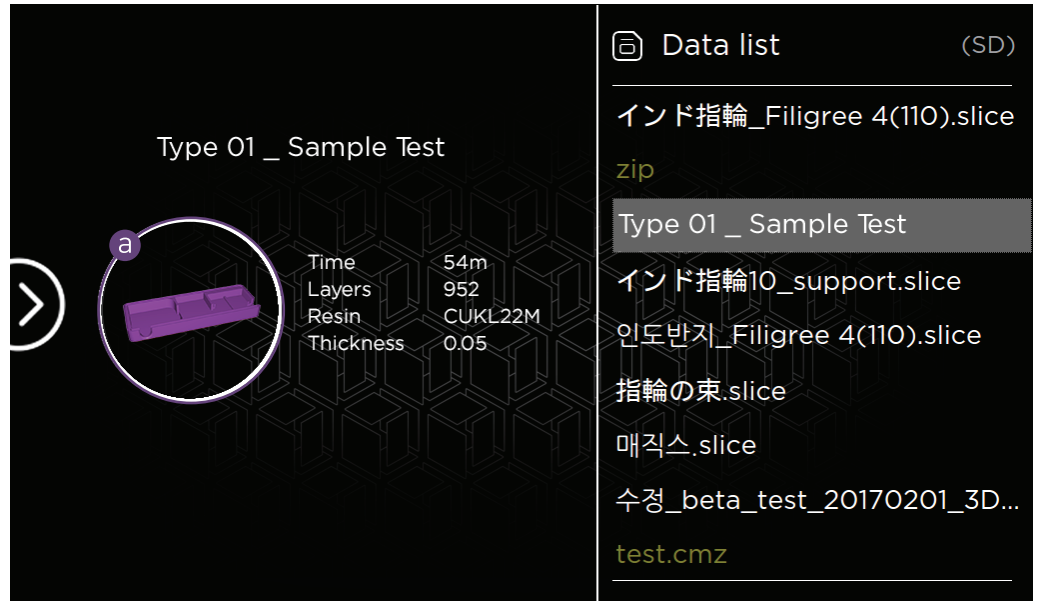 Type 01 _ Sample Test
a
Time 54m
Layers 952
Resin CUKL22M
Thickness 0.05
Data list (SD)
インド指輪_Filigree 4(110).slice
zip
Type 01 _ Sample Test
インド指輪10_support.slice
인도반지_Filigree 4(110).slice
指輪の束.slice
매직스.slice
수정_beta_test_20170201_3D...
test.cmz